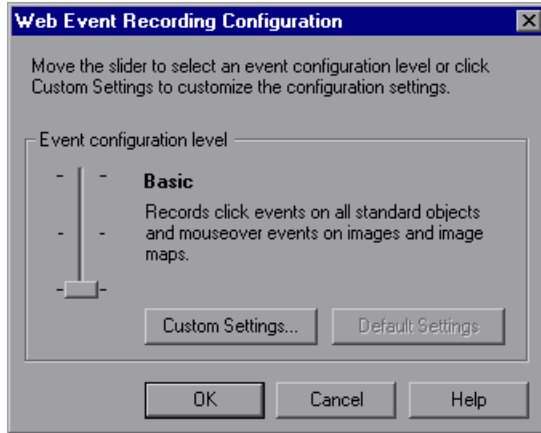 Web Event Recording Configuration
Move the slider to select an event configuration level or click
Custom Settings to customize the configuration settings.
Event configuration level
Basic
Records click events on all standard objects
and mouseover events on images and image
maps.
Custom Settings...
Default Settings
OK
Cancel
Help